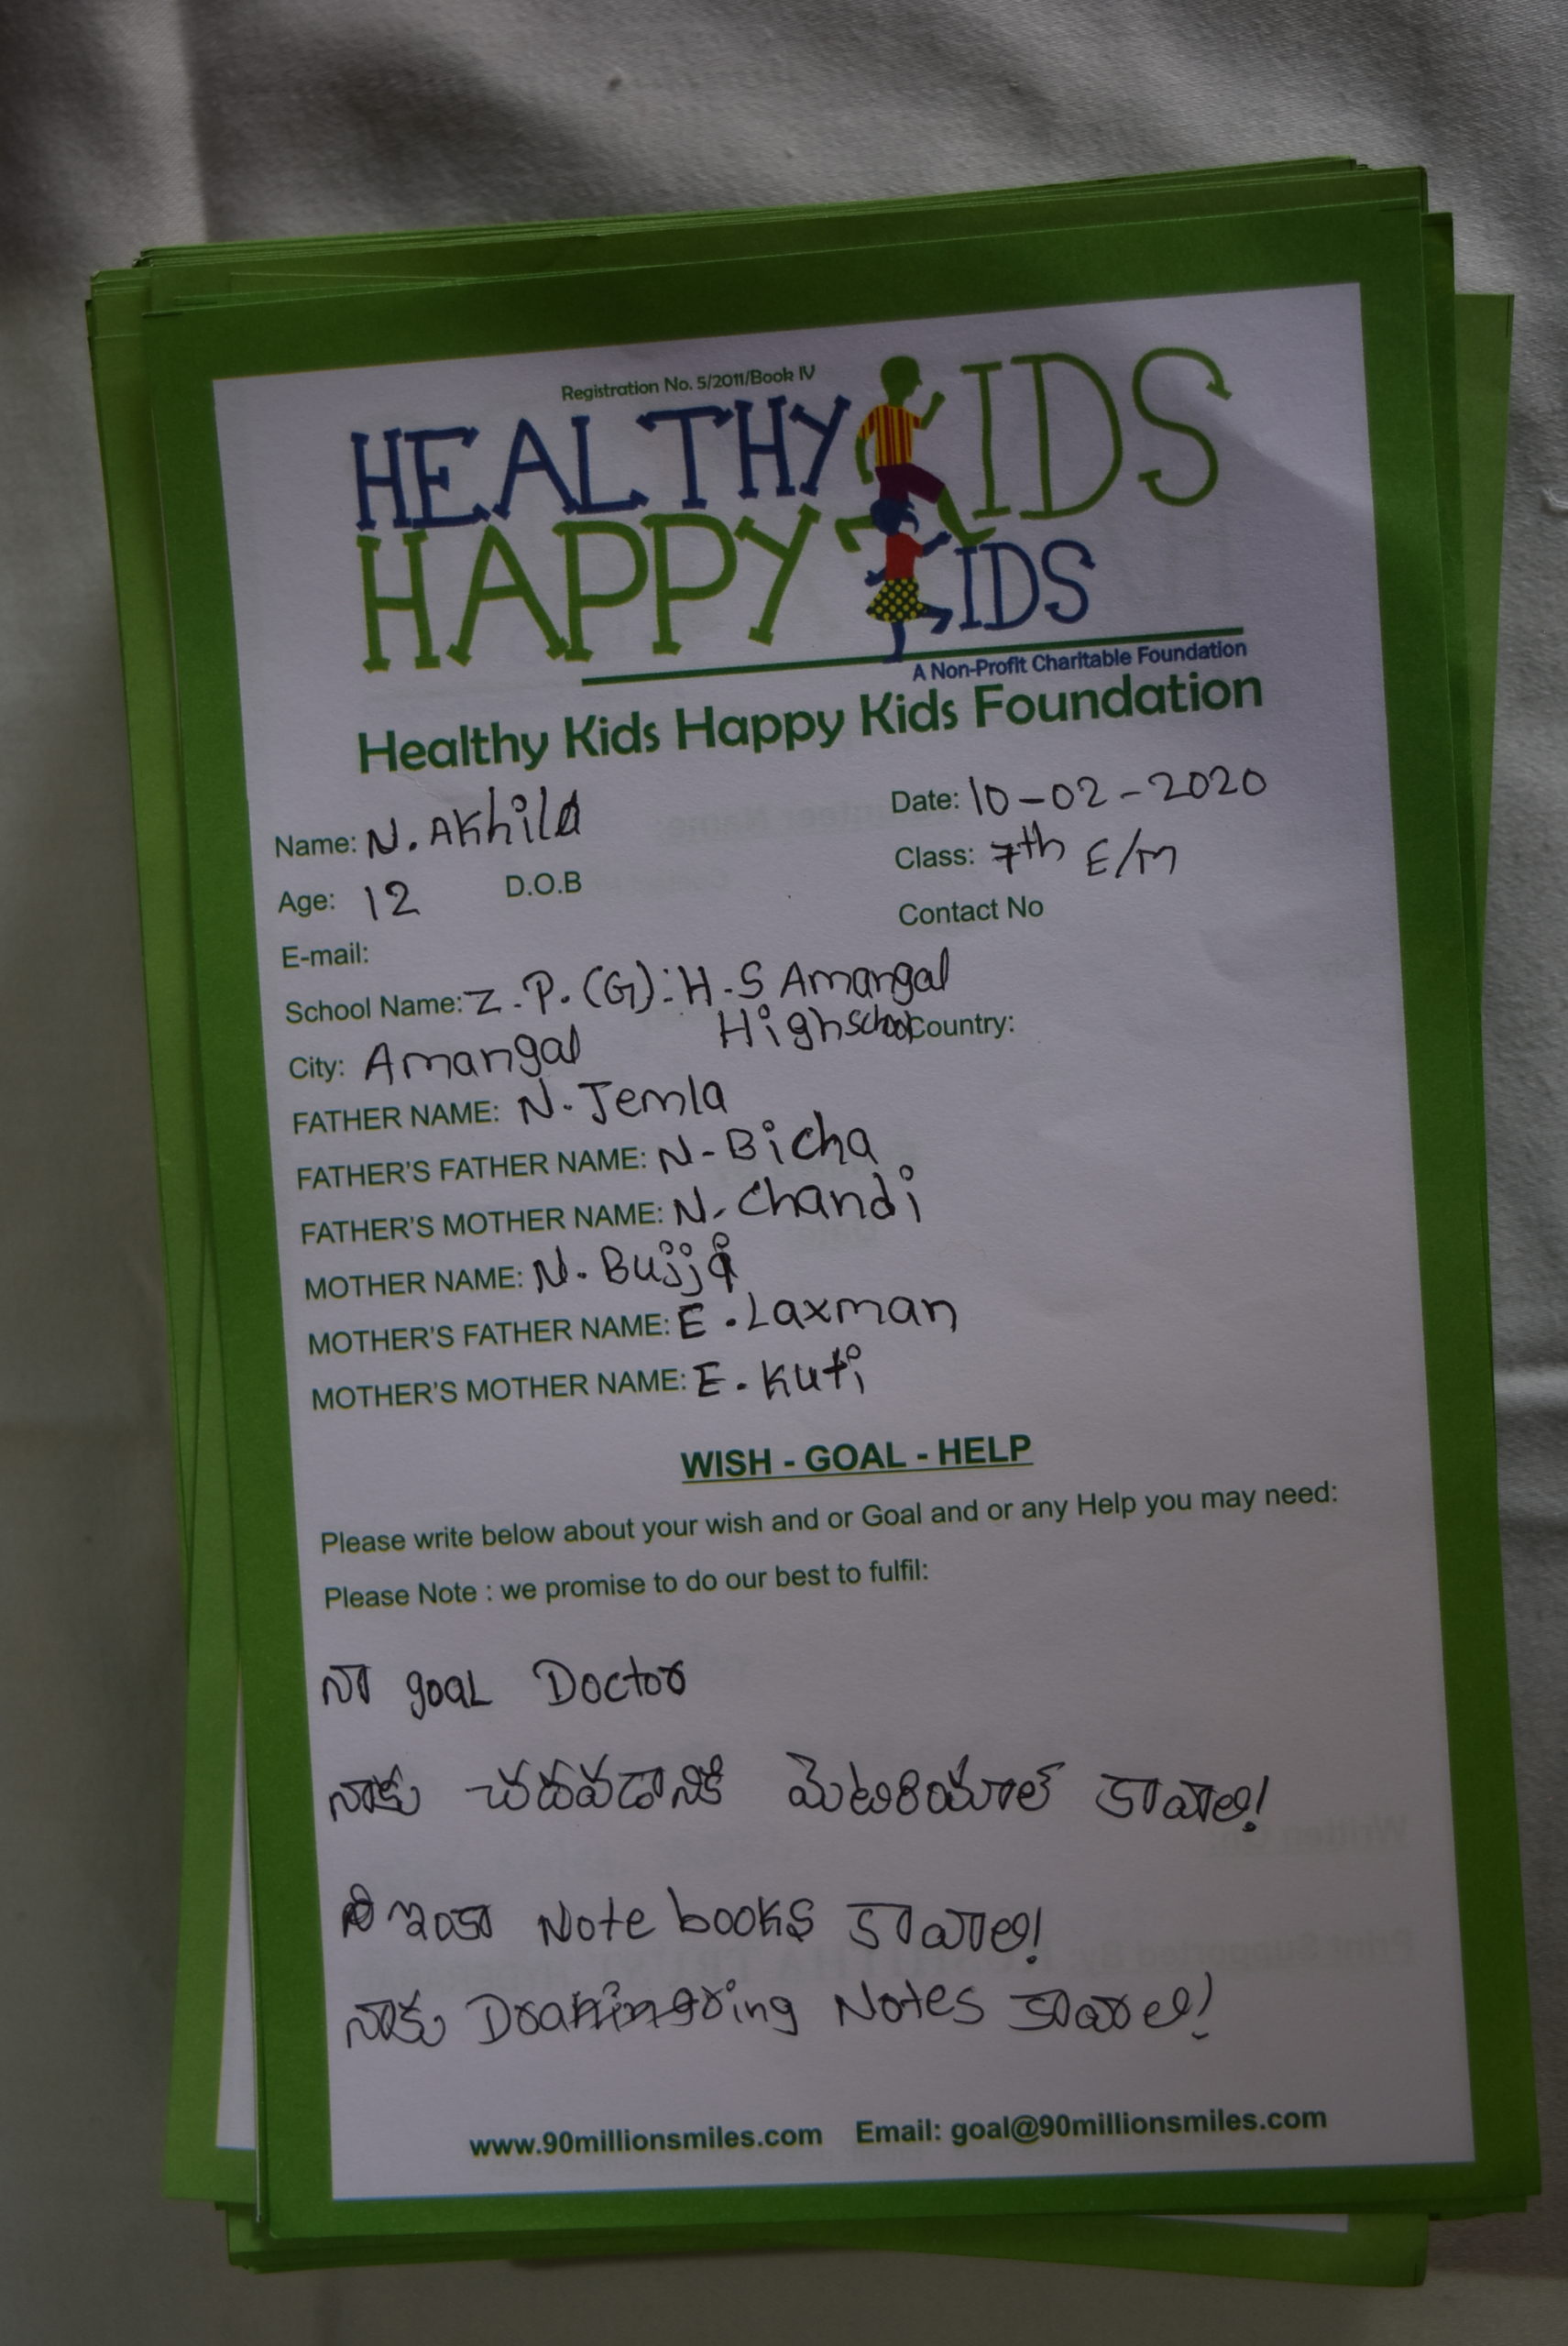 Registration No. 5/2011/Book IV
HEALTHY KIDS
HAPPY KIDS
A Non-Profit Charitable Foundation
Healthy Kids Happy Kids Foundation
Name: N. Akhila Date: 10-02-2020
Age: 12 D.O.B Class: 7th E/M
E-mail: Contact No
School Name: Z.P.(G):H.S Amangal
City: Amangal Highschool Country:
FATHER NAME: N. Jemla
FATHER'S FATHER NAME: N-Bicha
FATHER'S MOTHER NAME: N. Chandi
MOTHER NAME: N. Bujji
MOTHER'S FATHER NAME: E. Laxman
MOTHER'S MOTHER NAME: E. Kuti
WISH - GOAL - HELP
Please write below about your wish and or Goal and or any Help you may need:
Please Note : we promise to do our best to fulfil:
నా goal Doctor
నాకు చదవడానికి మెటిరియాల్ కావాలి!
ఇంకా Note books కావాలి!
నాకు Notes కావాలి!
www.90millionsmiles.com Email: goal@90millionsmiles.com